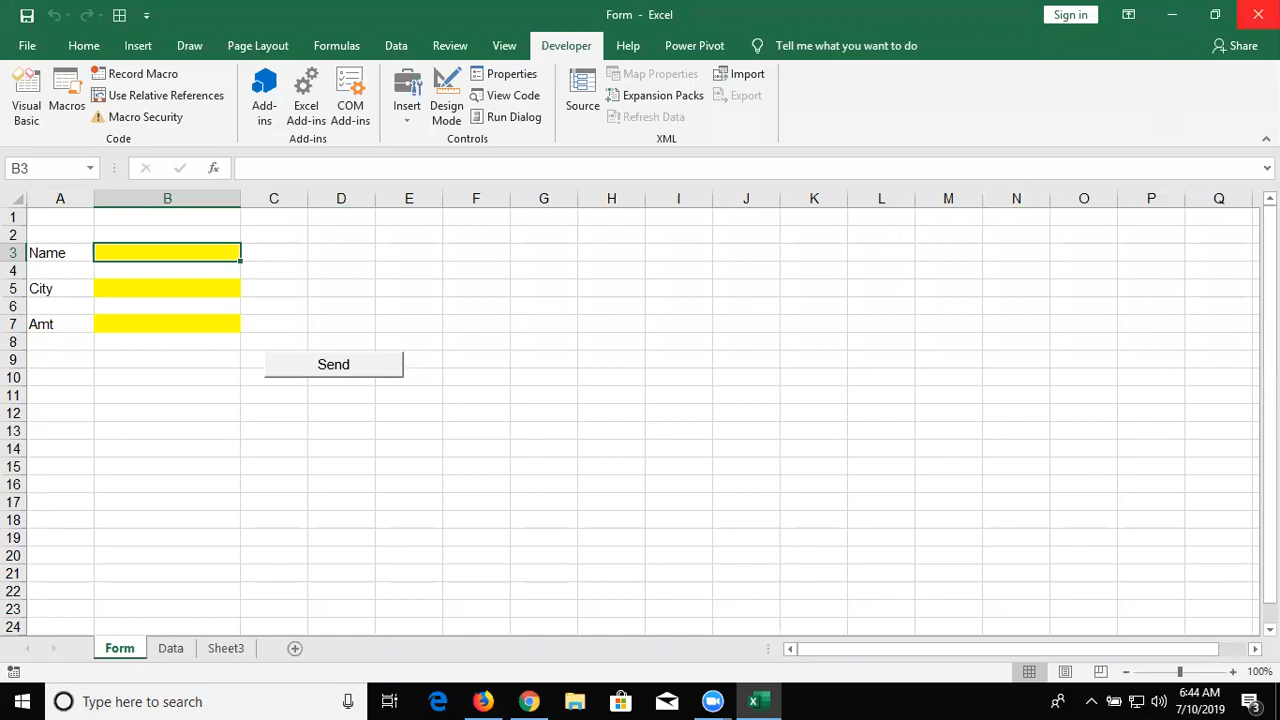 Form - Excel
Sign in
File Home Insert Draw Page Layout Formulas Data Review View Developer Help Power Pivot Tell me what you want to do Share
Visual Basic
Macros
Record Macro
Use Relative References
Macro Security
Code
Add-ins
Excel Add-ins
COM Add-ins
Add-ins
Insert
Design Mode
Properties
View Code
Run Dialog
Controls
Source
Map Properties
Expansion Packs
Refresh Data
Import
Export
XML
B3
fx
A B C D E F G H I J K L M N O P Q
1
2
3 Name
4
5 City
6
7 Amt
8
9
Send
10
11
12
13
14
15
16
17
18
19
20
21
22
23
24
Form Data Sheet3
100%
Type here to search
6:44 AM
7/10/2019
3